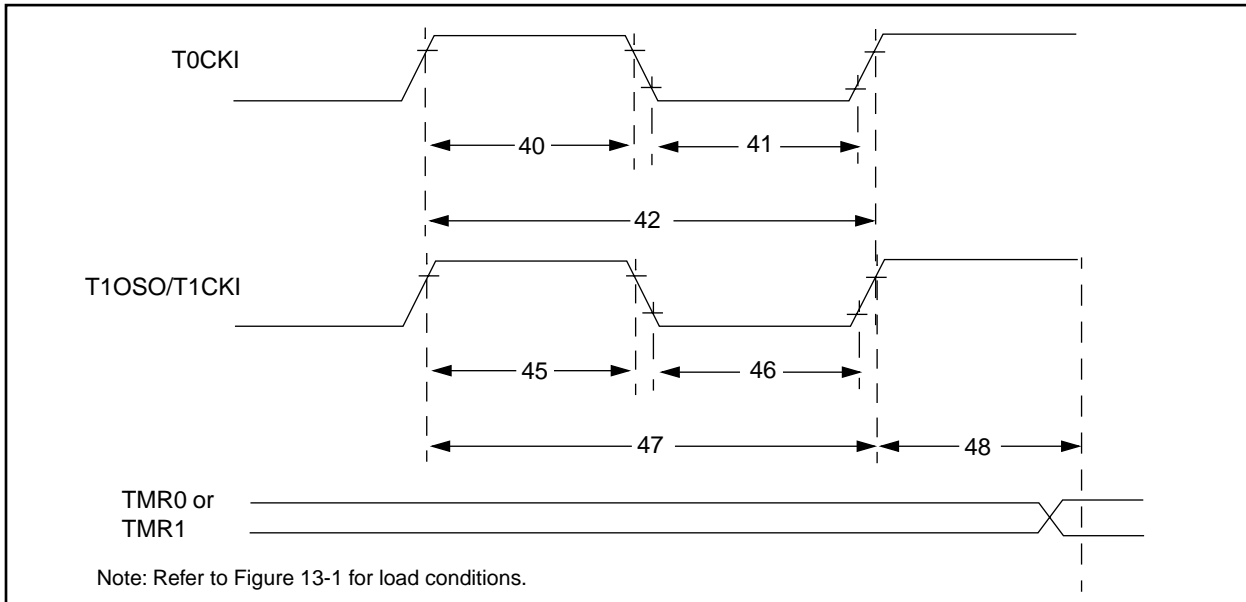 T0CKI
40
41
42
T1OSO/T1CKI
45
46
47
48
TMR0 or
TMR1
Note: Refer to Figure 13-1 for load conditions.